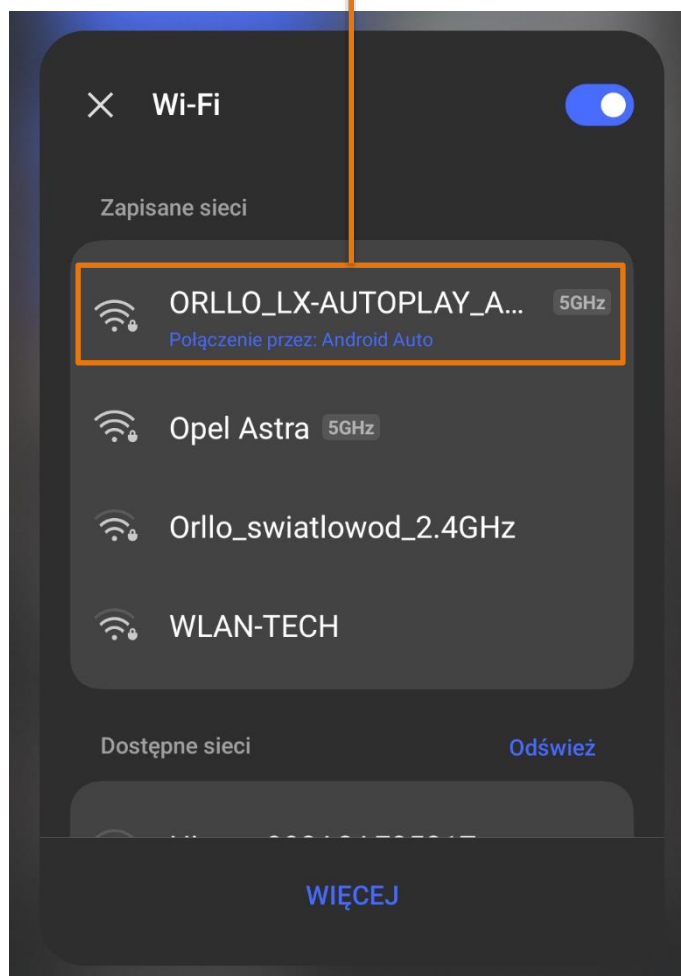 Wi-Fi
Zapisane sieci
ORLLO_LX-AUTOPLAY_A... 5GHz
Połączenie przez: Android Auto
Opel Astra 5GHz
Orllo_swiatlowod_2.4GHz
WLAN-TECH
Dostępne sieci Odśwież
WIĘCEJ